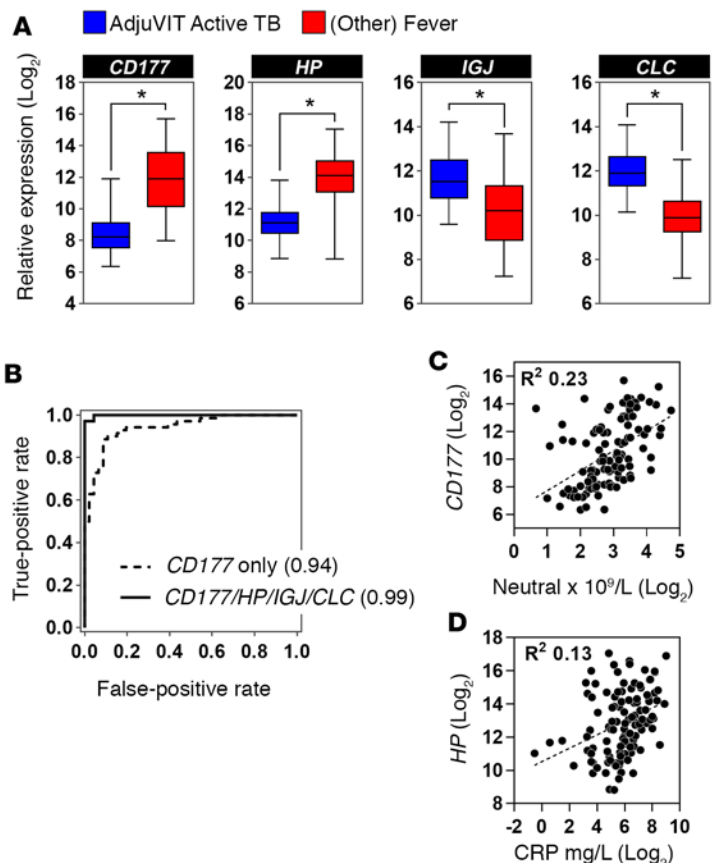 A
AdjuVIT Active TB (Other) Fever
CD177 HP IGJ CLC
Relative expression (Log2)
18
16
14
12
10
8
6
4
*
20
18
16
14
12
10
8
6
*
16
14
12
10
8
6
*
16
14
12
10
8
6
*
B
True-positive rate
1.0
0.8
0.6
0.4
0.2
0.0
CD177 only (0.94)
CD177/HP/IGJ/CLC (0.99)
0.0 0.2 0.4 0.6 0.8 1.0
False-positive rate
C
R² 0.23
CD177 (Log2)
16
14
12
10
8
6
0 1 2 3 4 5
Neutral x 10⁹/L (Log2)
D
R² 0.13
HP (Log2)
18
16
14
12
10
8
-2 0 2 4 6 8 10
CRP mg/L (Log2)